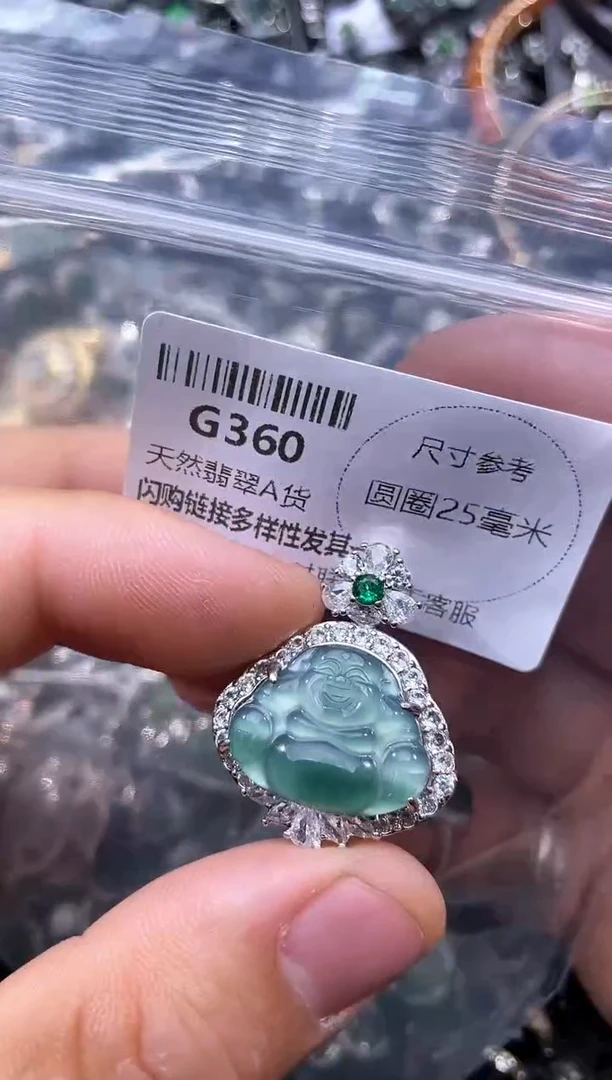 G360
天然翡翠A货
闪购链接多样性发其
客服
尺寸参考
圆圈25毫米